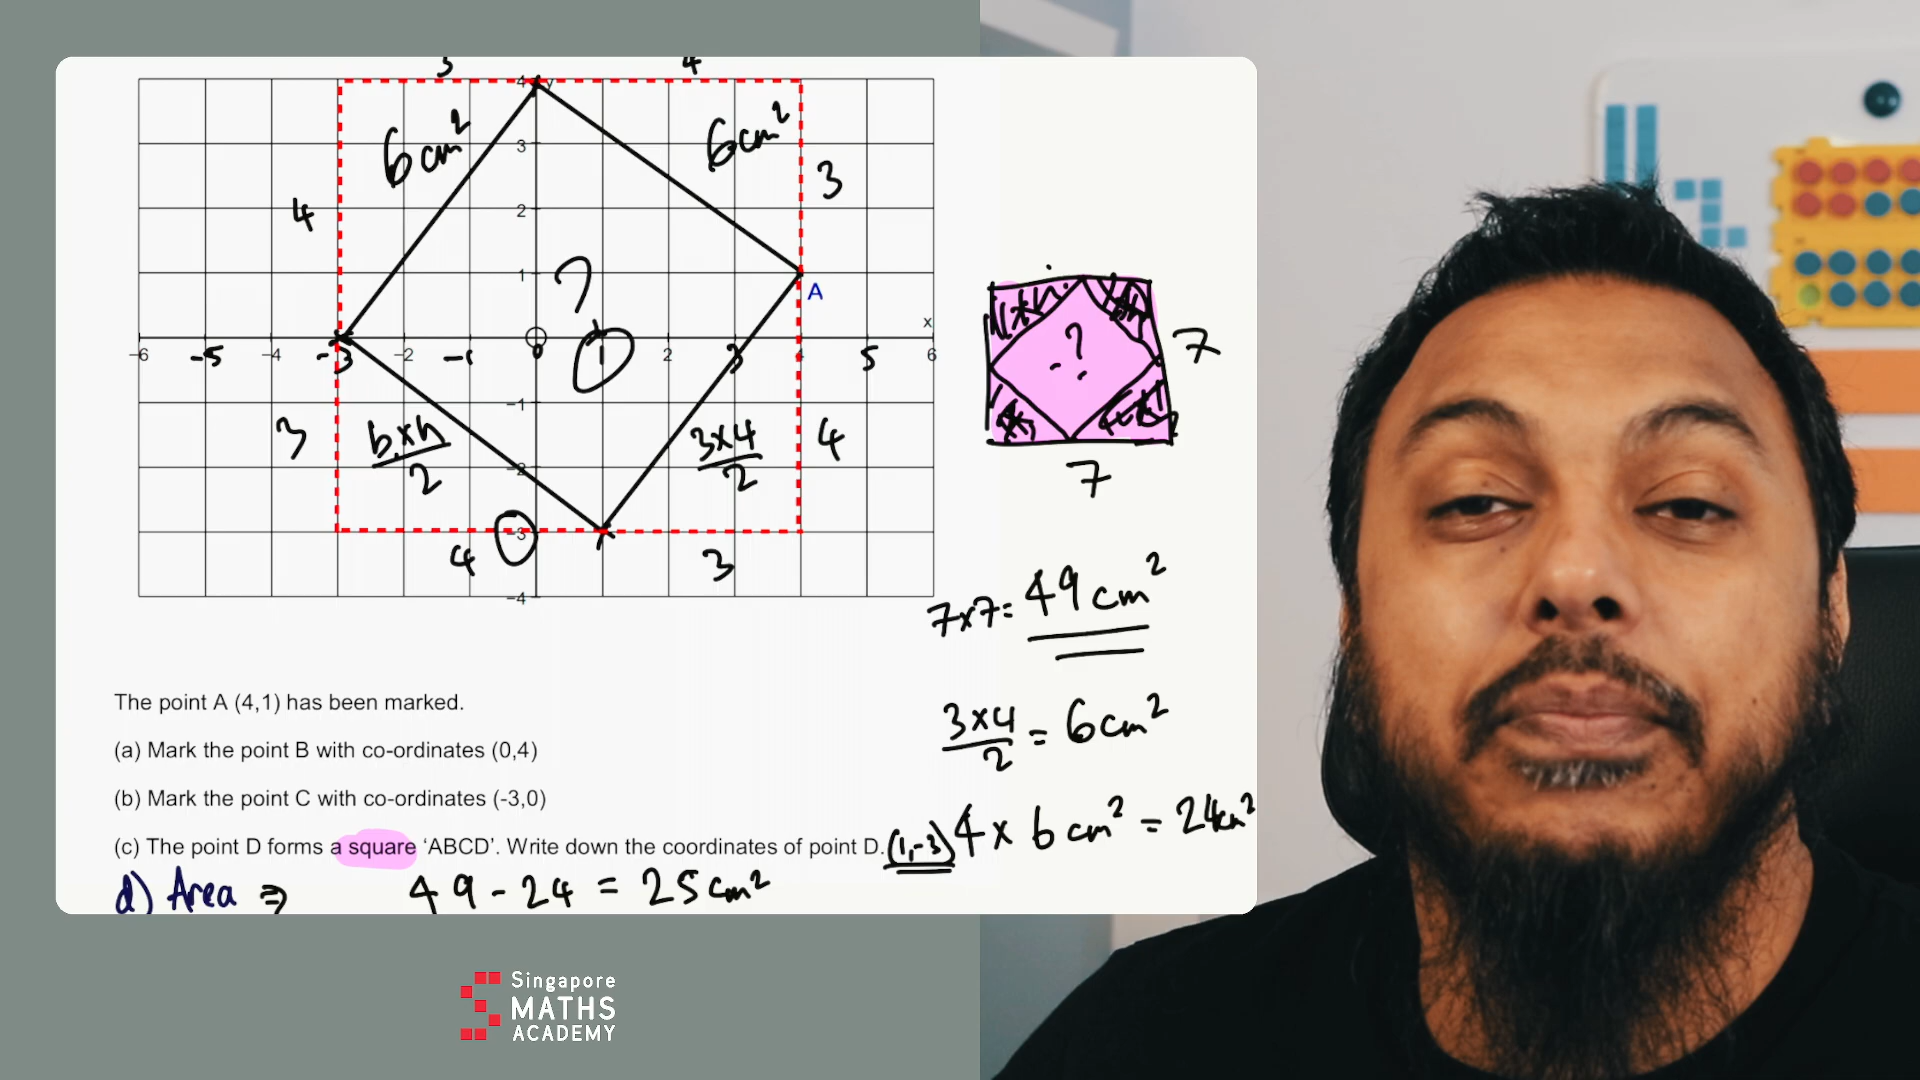 3 4
4 y
6cm² 6cm²
3 3
4 2
? 1 A
x
-6 -5 -4 -3 -2 -1 0 1 2 3 4 5 6
-1
3 b×h/2 3×4/2 4
-2
-3
4 3
-4
?
7
7
7×7= 49cm²
3×4/2 = 6cm²
4 × 6cm² = 24cm²
The point A (4,1) has been marked.
(a) Mark the point B with co-ordinates (0,4)
(b) Mark the point C with co-ordinates (-3,0)
(c) The point D forms a square ‘ABCD’. Write down the coordinates of point D. (1,-3)
d) Area ⇒ 49 - 24 = 25cm²
Singapore
MATHS
ACADEMY